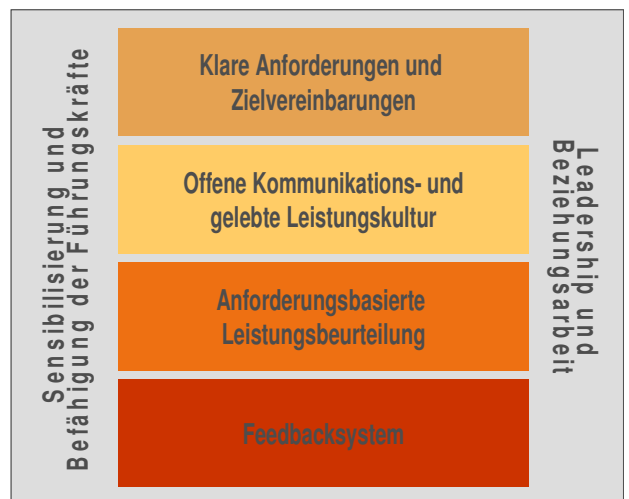 Sensibilisierung und
Befähigung der Führungskräfte
Klare Anforderungen und
Zielvereinbarungen
Offene Kommunikations- und
gelebte Leistungskultur
Anforderungsbasierte
Leistungsbeurteilung
Feedbacksystem
Leadership und
Beziehungsarbeit